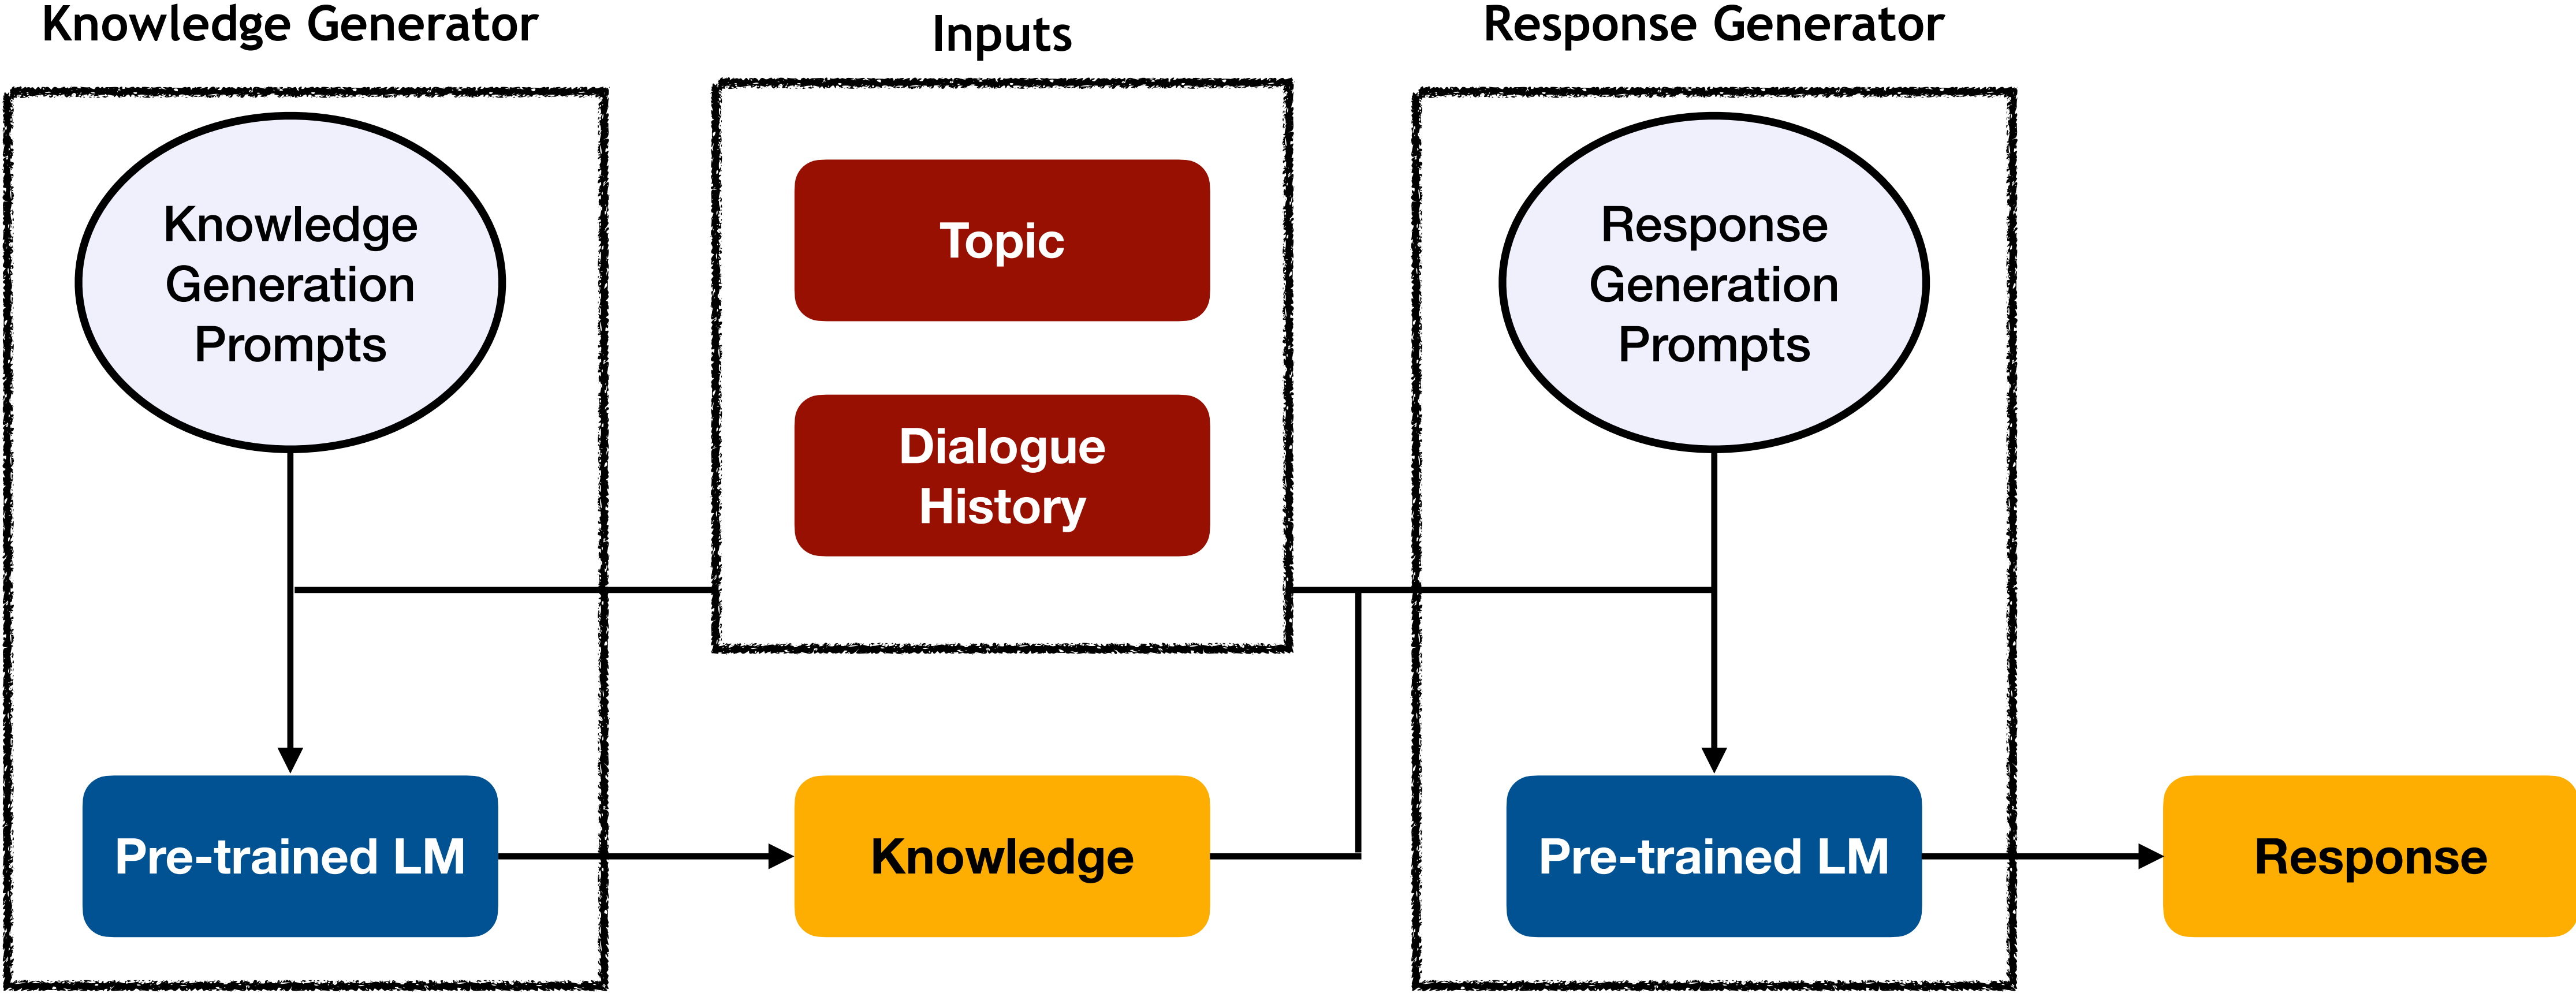 Knowledge Generator
Knowledge
Generation
Prompts
Pre-trained LM
Inputs
Topic
Dialogue
History
Knowledge
Response Generator
Response
Generation
Prompts
Pre-trained LM
Response